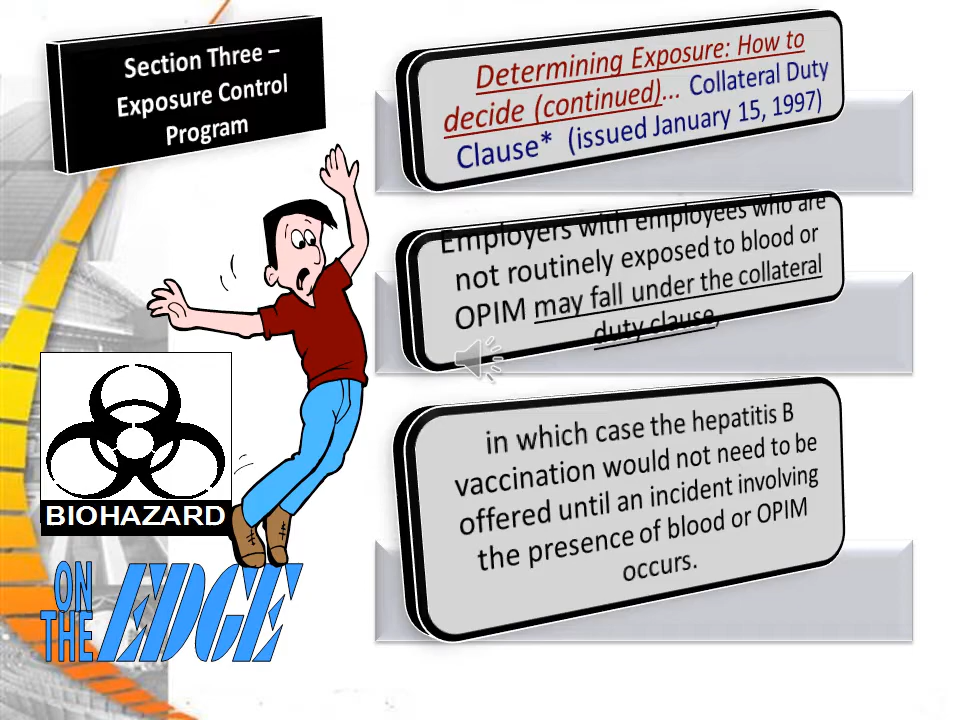 Section Three –
Exposure Control
Program
Determining Exposure: How to
decide (continued)... Collateral Duty
Clause* (issued January 15, 1997)
Employers with employees who are
not routinely exposed to blood or
OPIM may fall under the collateral
duty clause,
in which case the hepatitis B
vaccination would not need to be
offered until an incident involving
the presence of blood or OPIM
occurs.
BIOHAZARD
ON
THE EDGE